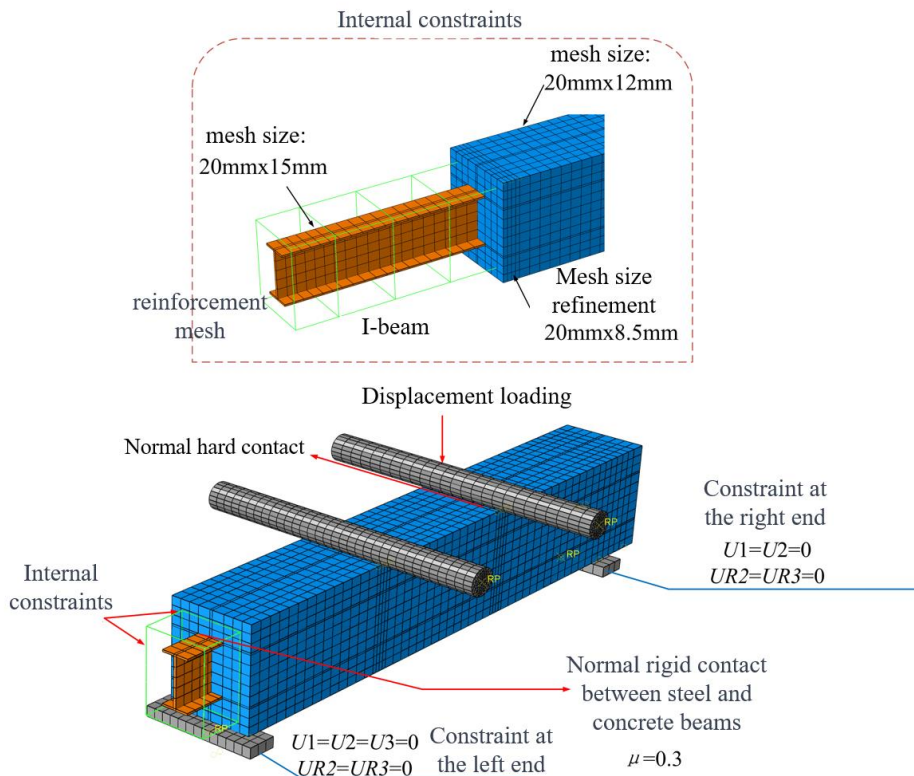 Internal constraints
mesh size:
20mmx12mm
mesh size:
20mmx15mm
Mesh size
refinement
20mmx8.5mm
reinforcement
mesh
I-beam
Displacement loading
Normal hard contact
Constraint at
the right end
U1=U2=0
UR2=UR3=0
RP
RP
RP
Internal
constraints
Normal rigid contact
between steel and
concrete beams
μ=0.3
RP
U1=U2=U3=0
UR2=UR3=0
Constraint at
the left end